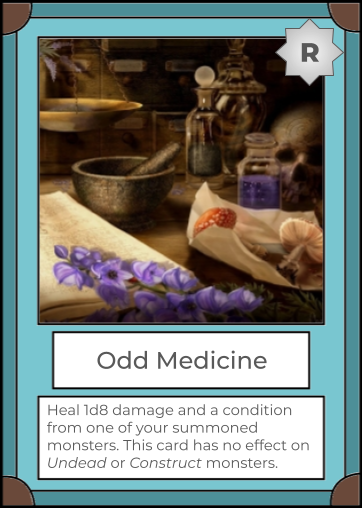 R
Odd Medicine
Heal 1d8 damage and a condition
from one of your summoned
monsters. This card has no effect on
Undead or Construct monsters.